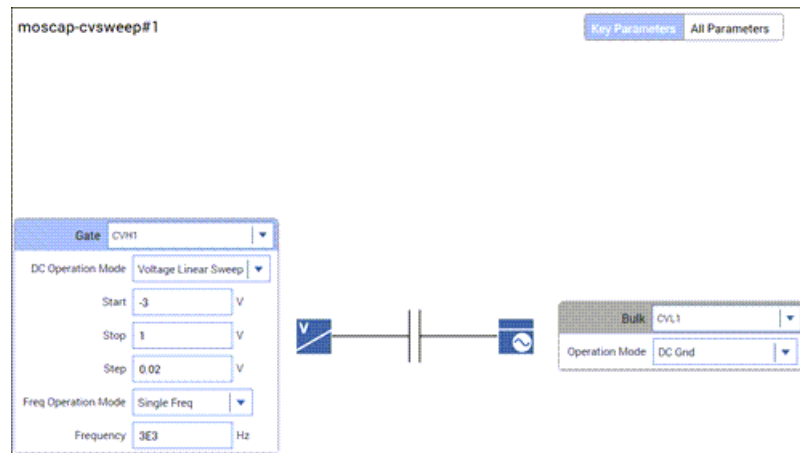 moscap-cvsweep#1
Key Parameters All Parameters
Gate CVH1
DC Operation Mode Voltage Linear Sweep
Start -3 V
Stop 1 V
Step 0.02 V
Freq Operation Mode Single Freq
Frequency 3E3 Hz
V
Bulk CVL1
Operation Mode DC Gnd